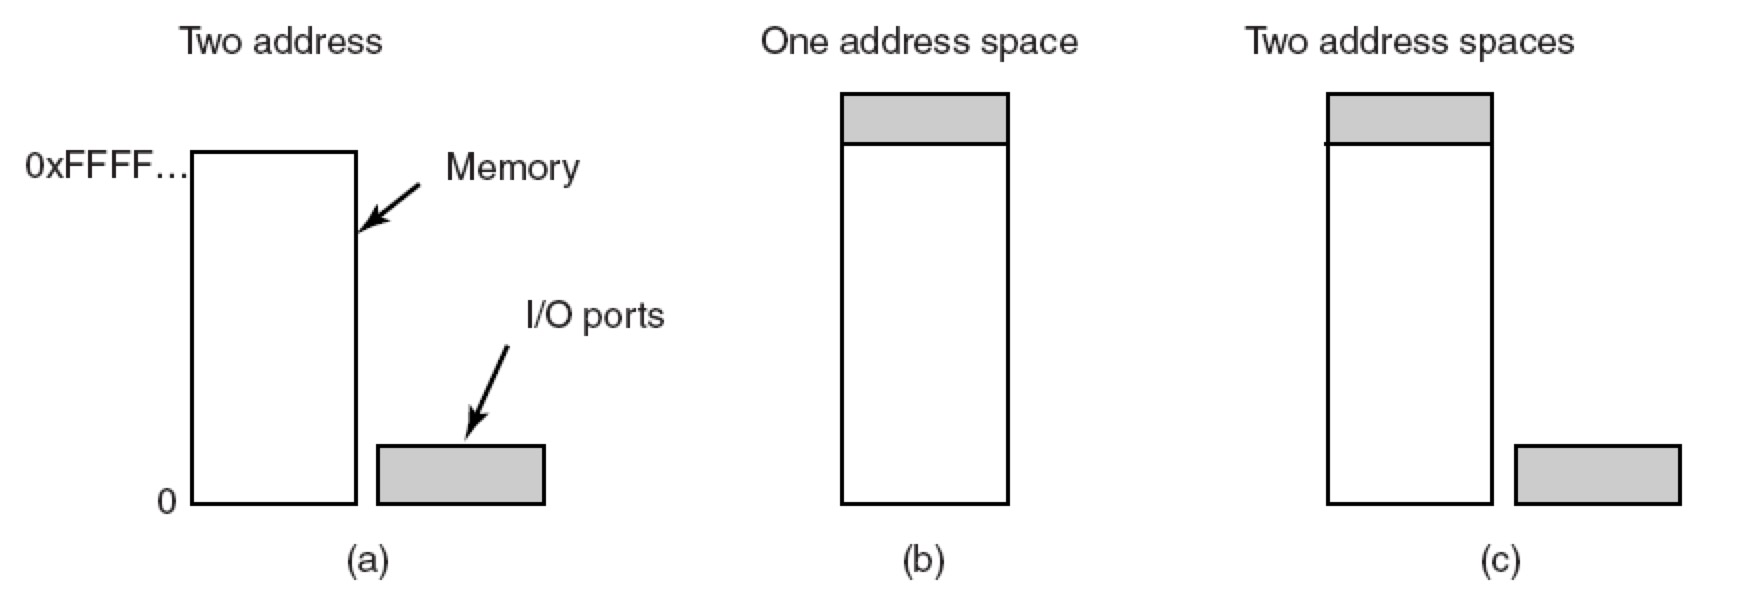 Two address
One address space
Two address spaces
0xFFFF...
Memory
I/O ports
0
(a)
(b)
(c)